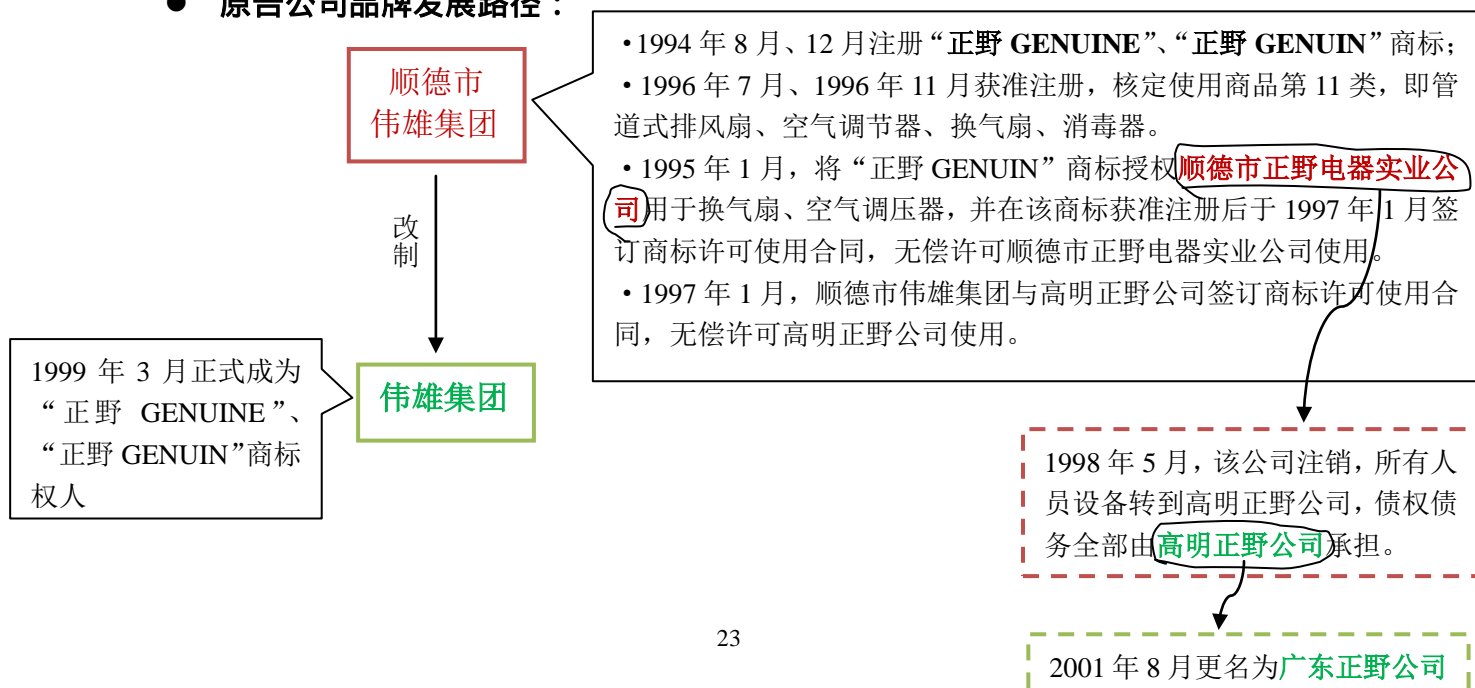 ● 原告公司品牌发展路径：
顺德市
伟雄集团
·1994 年 8 月、12 月注册“正野 GENUINE”、“正野 GENUIN”商标；
·1996 年 7 月、1996 年 11 月获准注册，核定使用商品第 11 类，即管
道式排风扇、空气调节器、换气扇、消毒器。
·1995 年 1 月，将“正野 GENUIN”商标授权顺德市正野电器实业公
司用于换气扇、空气调压器，并在该商标获准注册后于 1997 年 1 月签
订商标许可使用合同，无偿许可顺德市正野电器实业公司使用。
·1997 年 1 月，顺德市伟雄集团与高明正野公司签订商标许可使用合
同，无偿许可高明正野公司使用。
改
制
1999 年 3 月正式成为
“正野 GENUINE”、
“正野 GENUIN”商标
权人
伟雄集团
1998 年 5 月，该公司注销，所有人
员设备转到高明正野公司，债权债
务全部由高明正野公司承担。
23
2001 年 8 月更名为广东正野公司